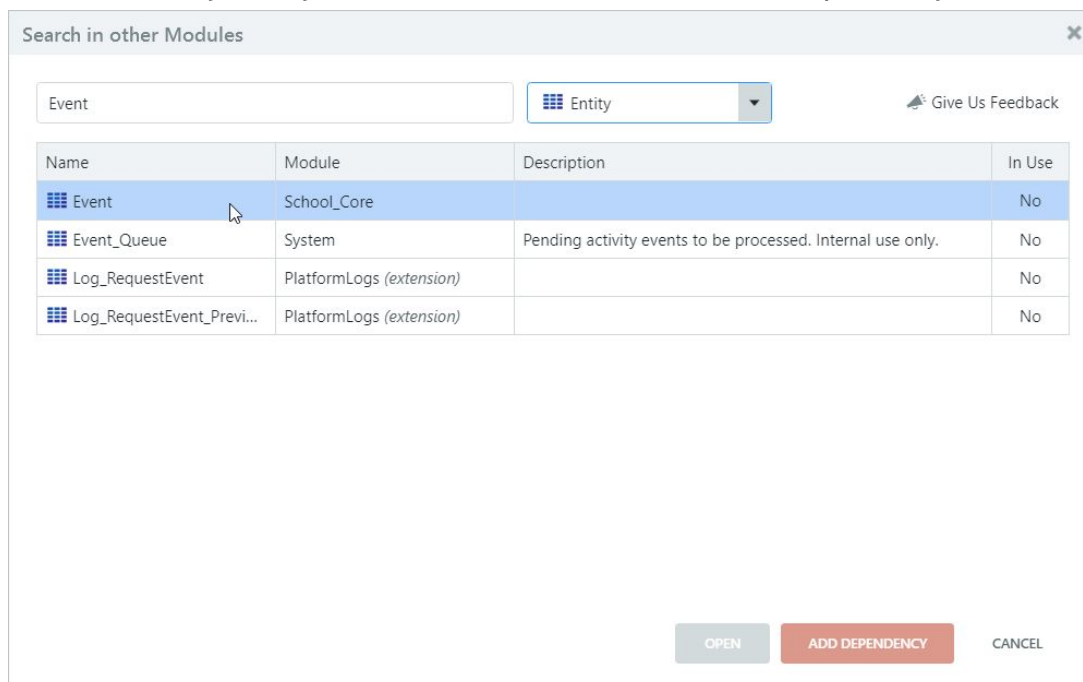 Search in other Modules
Event Entity Give Us Feedback
Name Module Description In Use
Event School_Core No
Event_Queue System Pending activity events to be processed. Internal use only. No
Log_RequestEvent PlatformLogs (extension) No
Log_RequestEvent_Previ... PlatformLogs (extension) No
OPEN ADD DEPENDENCY CANCEL